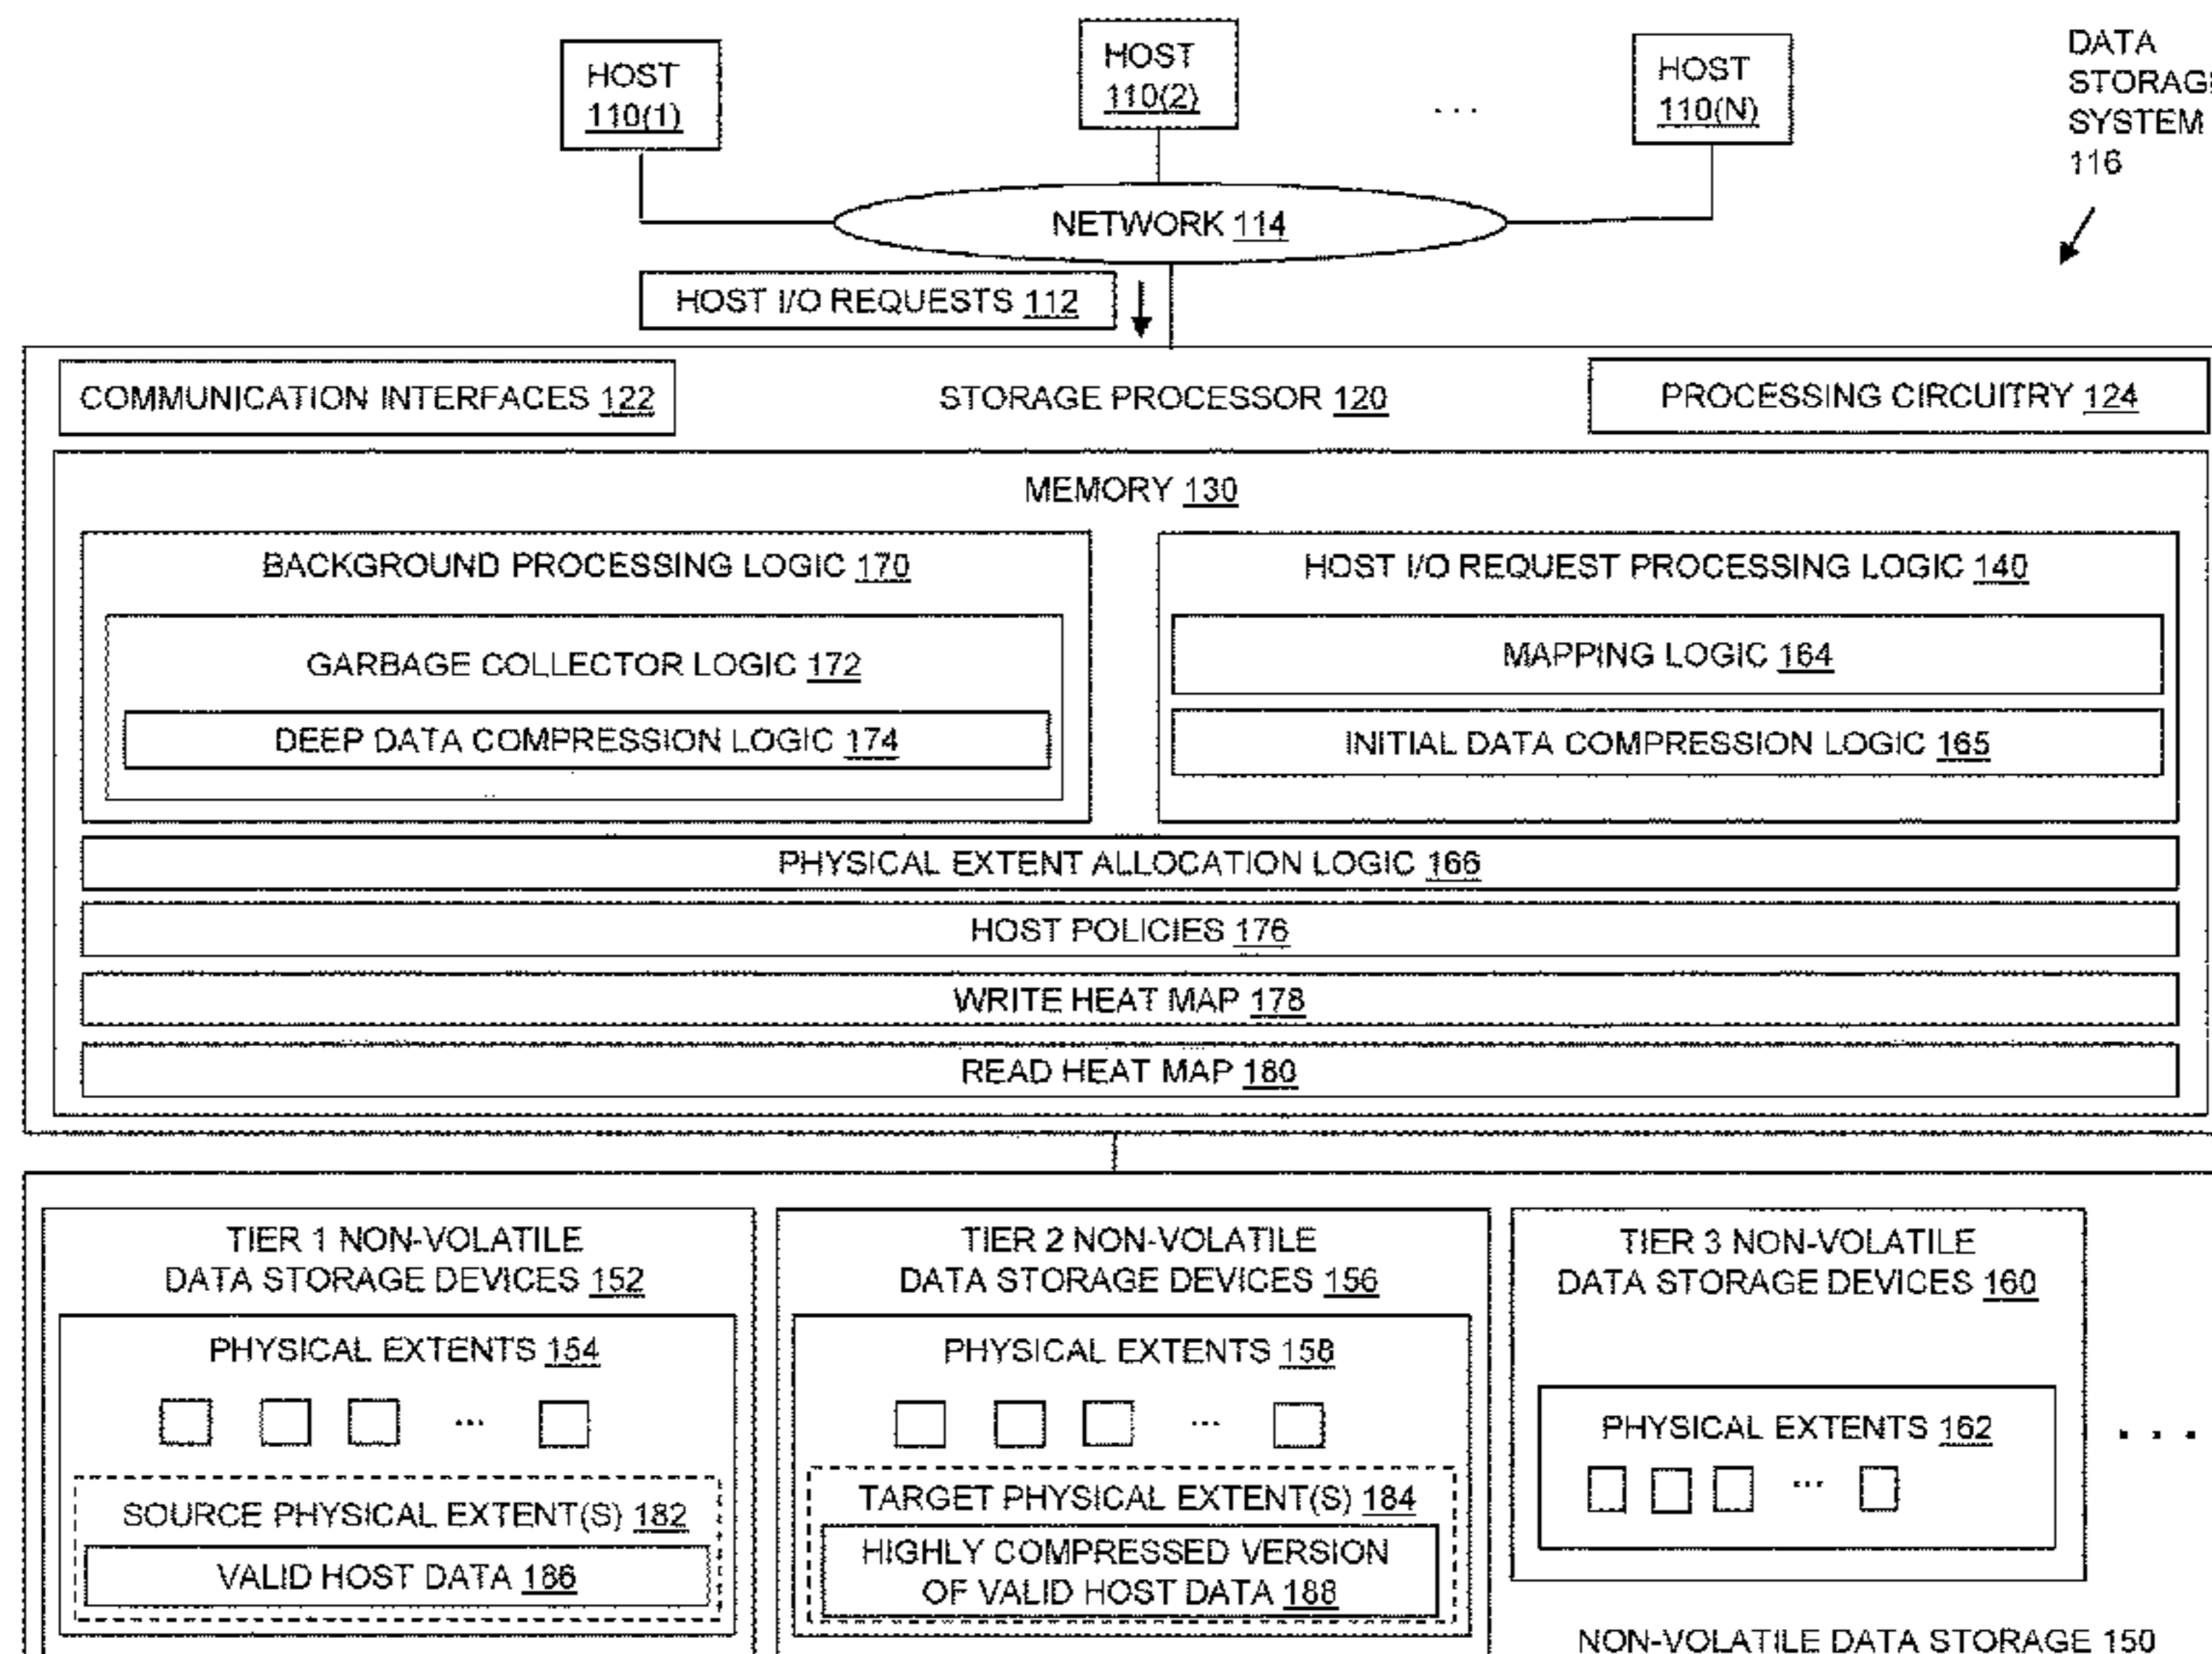 HOST
110(1)
HOST
110(2)
...
HOST
110(N)
DATA
STORAGE
SYSTEM
116
NETWORK 114
HOST I/O REQUESTS 112
COMMUNICATION INTERFACES 122
STORAGE PROCESSOR 120
PROCESSING CIRCUITRY 124
MEMORY 130
BACKGROUND PROCESSING LOGIC 170
GARBAGE COLLECTOR LOGIC 172
DEEP DATA COMPRESSION LOGIC 174
HOST I/O REQUEST PROCESSING LOGIC 140
MAPPING LOGIC 164
INITIAL DATA COMPRESSION LOGIC 165
PHYSICAL EXTENT ALLOCATION LOGIC 166
HOST POLICIES 176
WRITE HEAT MAP 178
READ HEAT MAP 180
TIER 1 NON-VOLATILE
DATA STORAGE DEVICES 152
PHYSICAL EXTENTS 154
...
SOURCE PHYSICAL EXTENT(S) 182
VALID HOST DATA 186
TIER 2 NON-VOLATILE
DATA STORAGE DEVICES 156
PHYSICAL EXTENTS 158
...
TARGET PHYSICAL EXTENT(S) 184
HIGHLY COMPRESSED VERSION
OF VALID HOST DATA 188
TIER 3 NON-VOLATILE
DATA STORAGE DEVICES 160
PHYSICAL EXTENTS 162
...
. . .
NON-VOLATILE DATA STORAGE 150